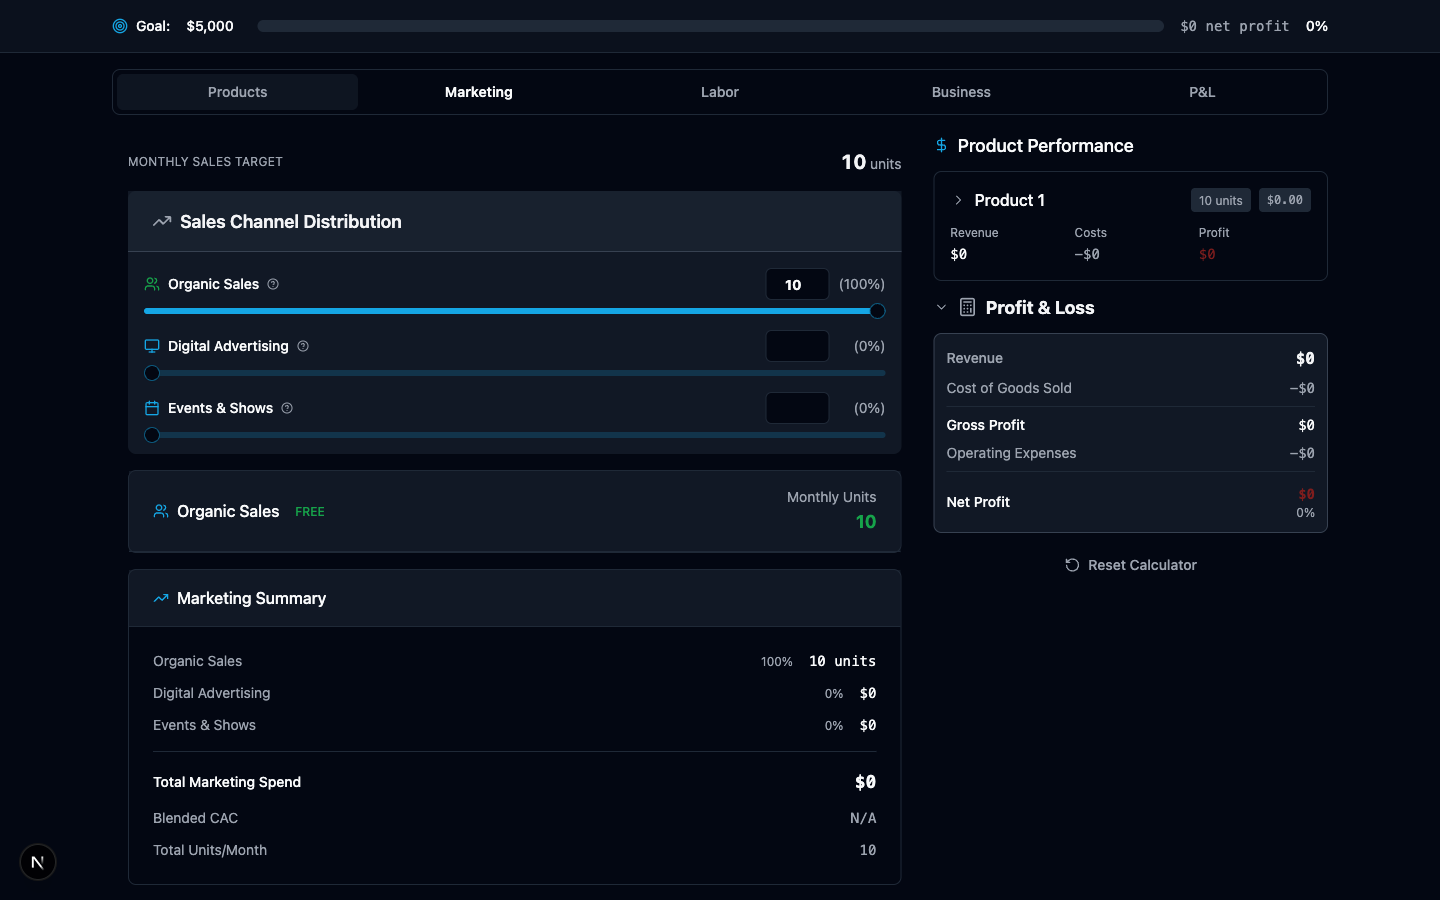 Goal: $5,000 $0 net profit 0%
Products Marketing Labor Business P&L
MONTHLY SALES TARGET 10 units
Sales Channel Distribution
Organic Sales 10 (100%)
Digital Advertising (0%)
Events & Shows (0%)
Organic Sales FREE Monthly Units
10
Marketing Summary
Organic Sales 100% 10 units
Digital Advertising 0% $0
Events & Shows 0% $0
Total Marketing Spend $0
Blended CAC N/A
Total Units/Month 10
Product Performance
Product 1 10 units $0.00
Revenue Costs Profit
$0 −$0 $0
Profit & Loss
Revenue $0
Cost of Goods Sold −$0
Gross Profit $0
Operating Expenses −$0
Net Profit $0
0%
Reset Calculator
N